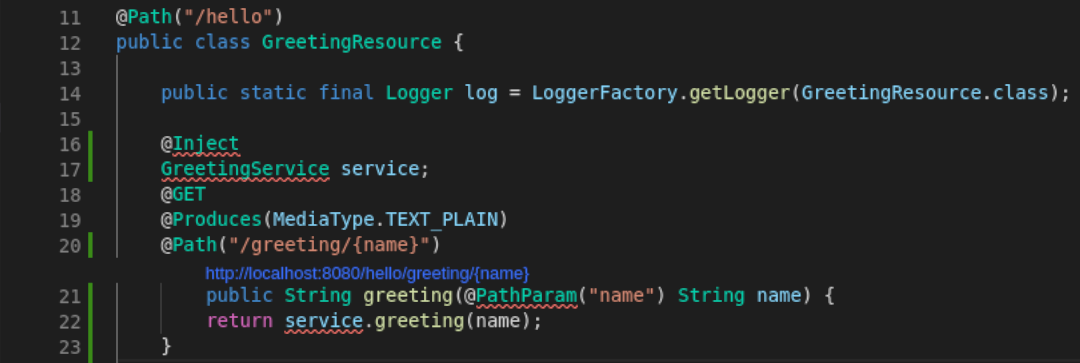 11 @Path("/hello")
12 public class GreetingResource {
13
14 public static final Logger log = LoggerFactory.getLogger(GreetingResource.class);
15
16 @Inject
17 GreetingService service;
18 @GET
19 @Produces(MediaType.TEXT_PLAIN)
20 @Path("/greeting/{name}")
http://localhost:8080/hello/greeting/{name}
21 public String greeting(@PathParam("name") String name) {
22 return service.greeting(name);
23 }